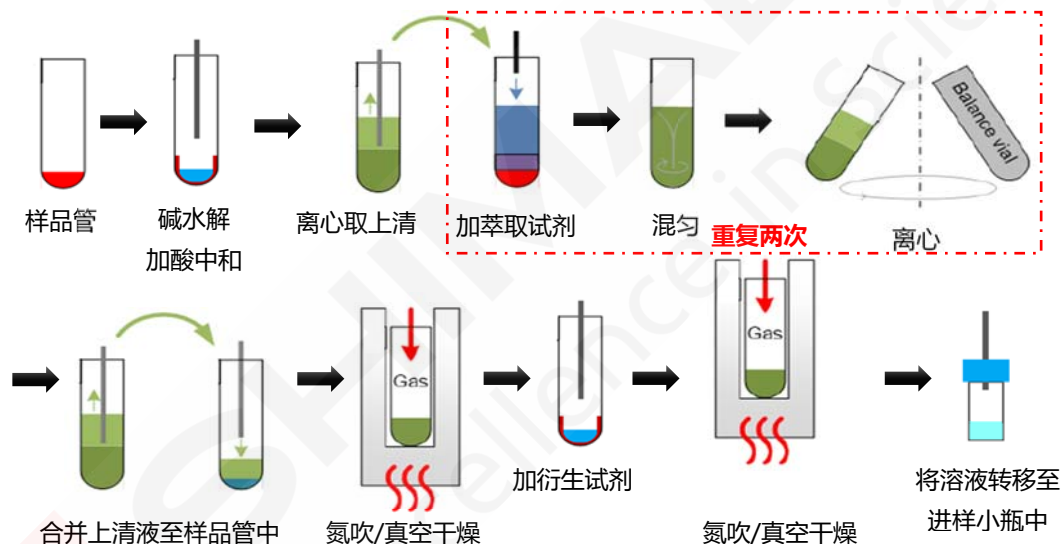 样品管
碱水解
加酸中和
离心取上清
加萃取试剂
混匀
重复两次
Balance vial
离心
合并上清液至样品管中
Gas
氮吹/真空干燥
加衍生试剂
Gas
氮吹/真空干燥
将溶液转移至
进样小瓶中